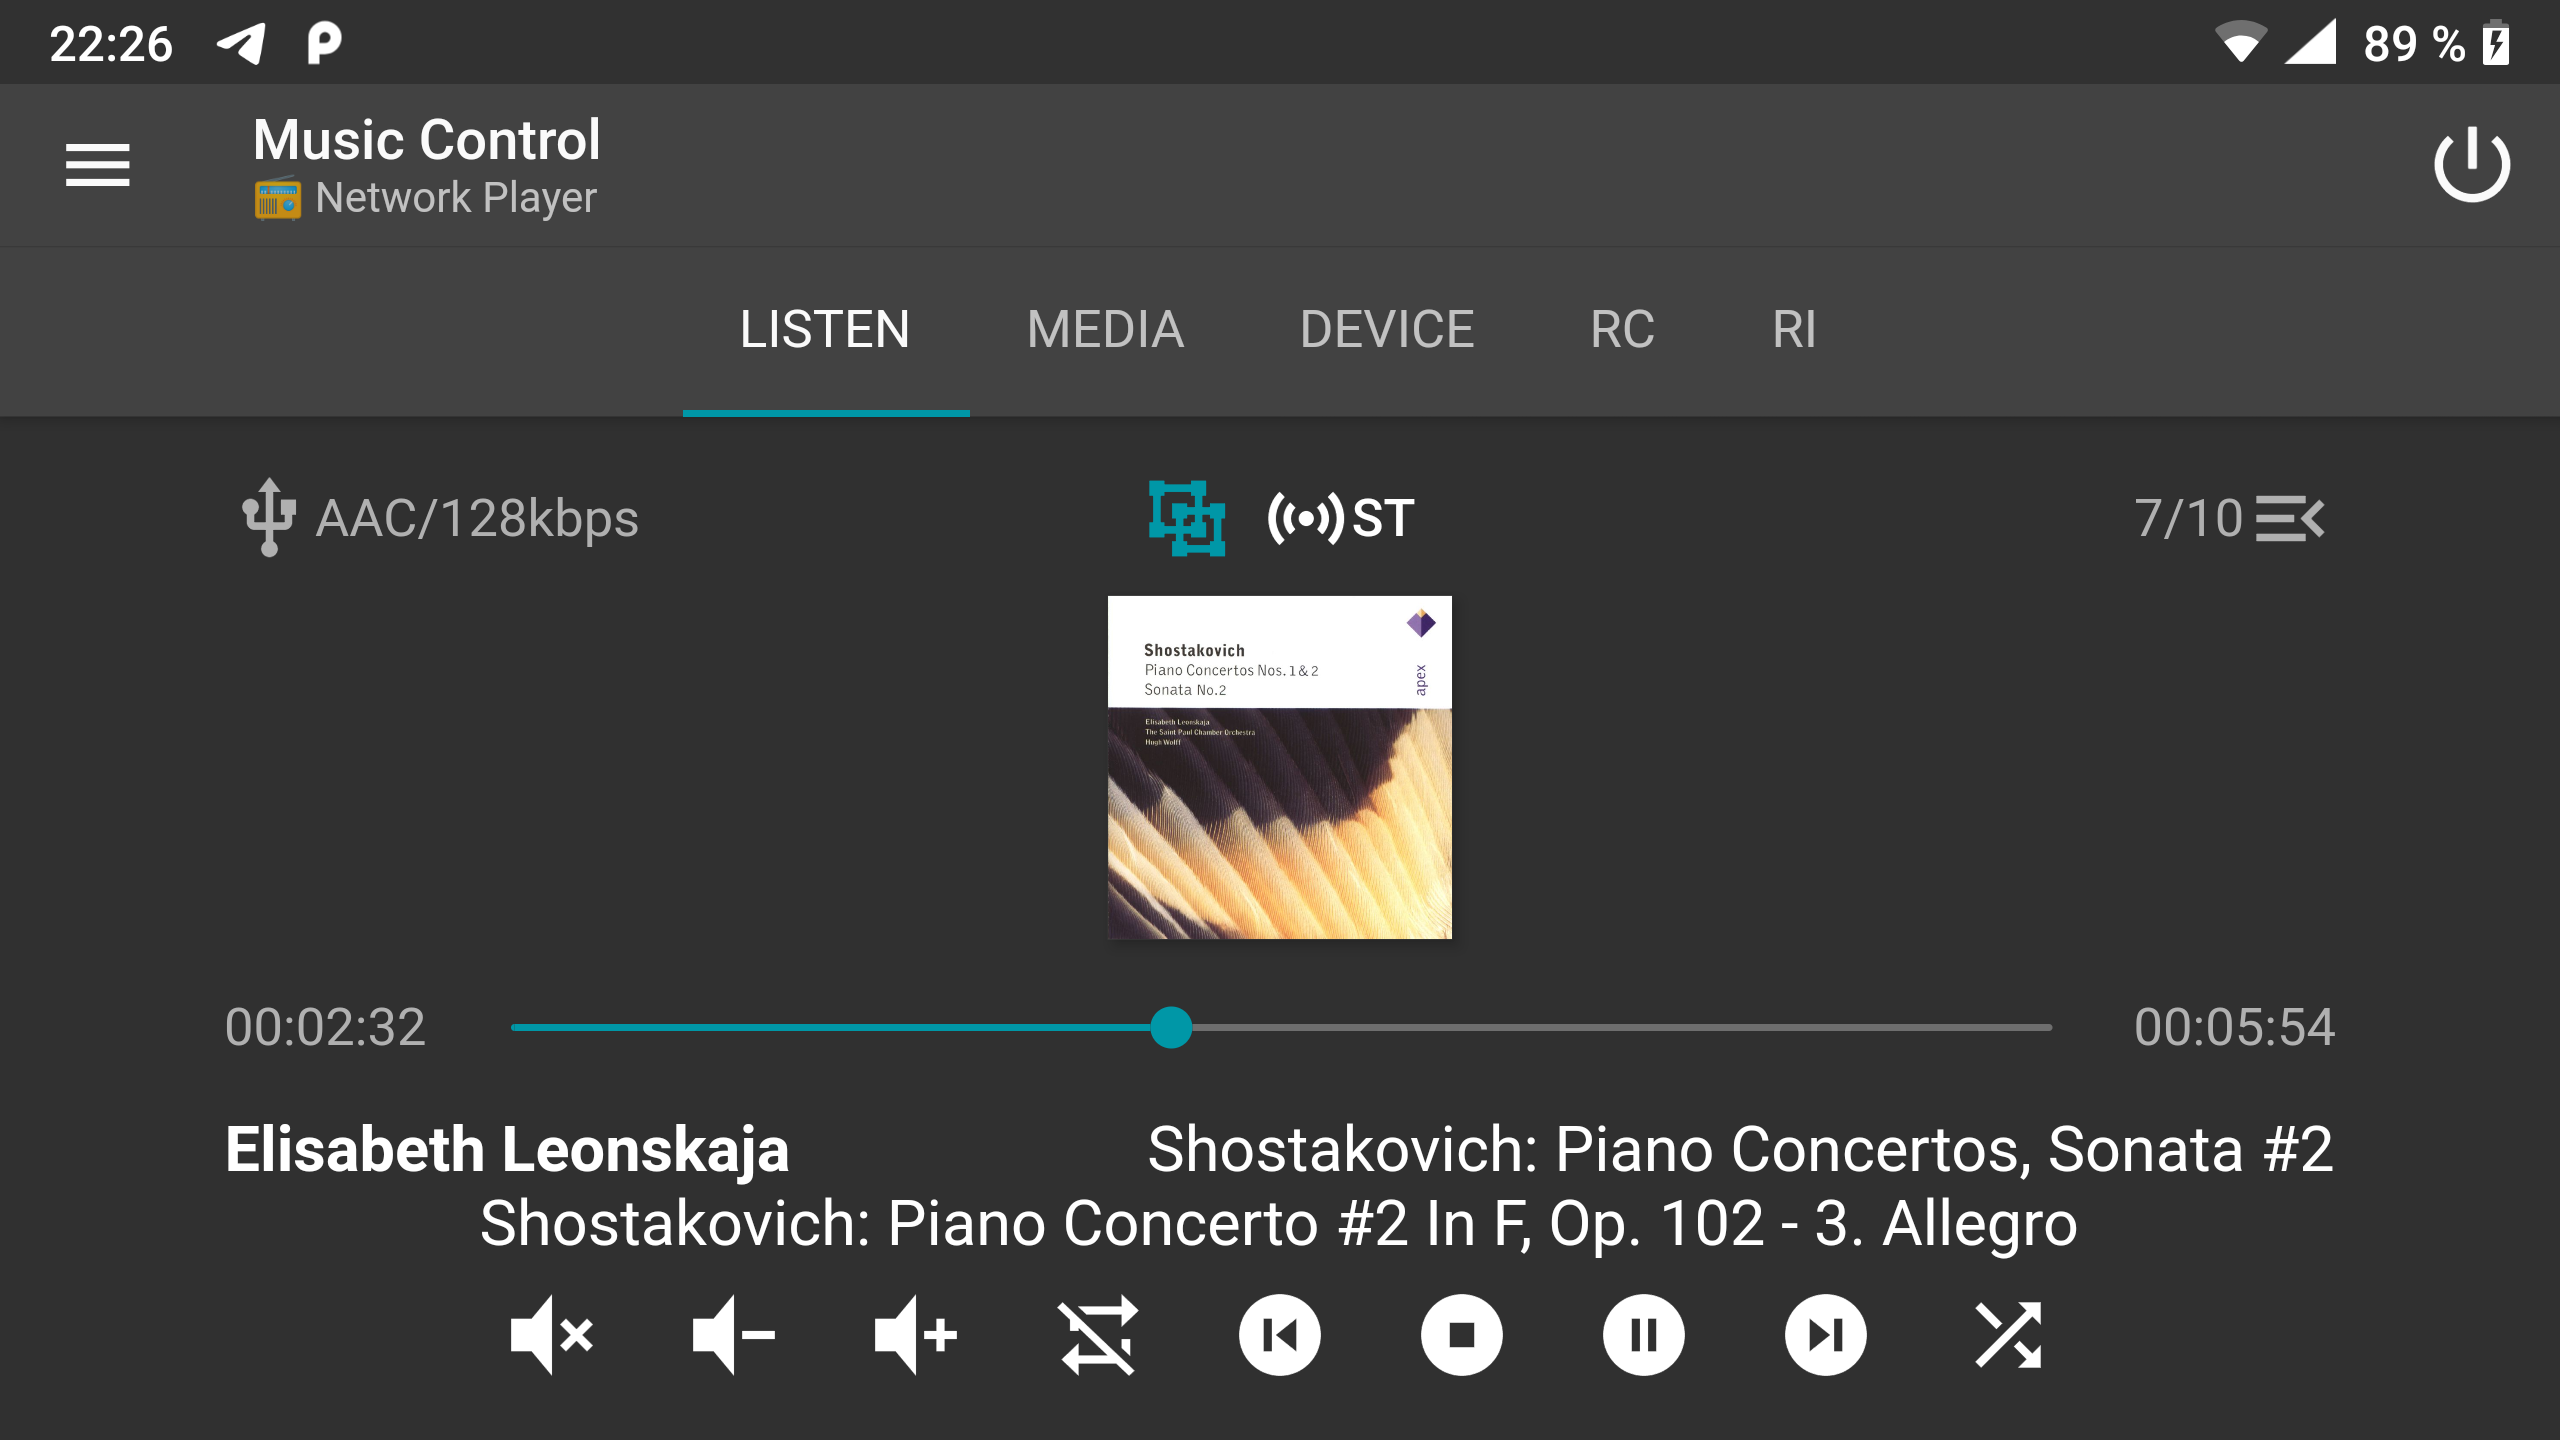 22:26
89 %
Music Control
Network Player
LISTEN MEDIA DEVICE RC RI
AAC/128kbps
ST
7/10
Shostakovich
Piano Concertos Nos. 1 & 2
Sonata No.2
apex
Elisabeth Leonskaja
The Saint Paul Chamber Orchestra
Hugh Wolff
00:02:32
00:05:54
Elisabeth Leonskaja
Shostakovich: Piano Concertos, Sonata #2
Shostakovich: Piano Concerto #2 In F, Op. 102 - 3. Allegro